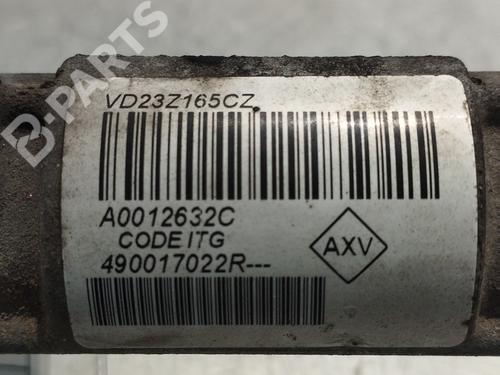 B-PARTS
VD23Z165CZ
A0012632C
CODE ITG
490017022R---
AXV